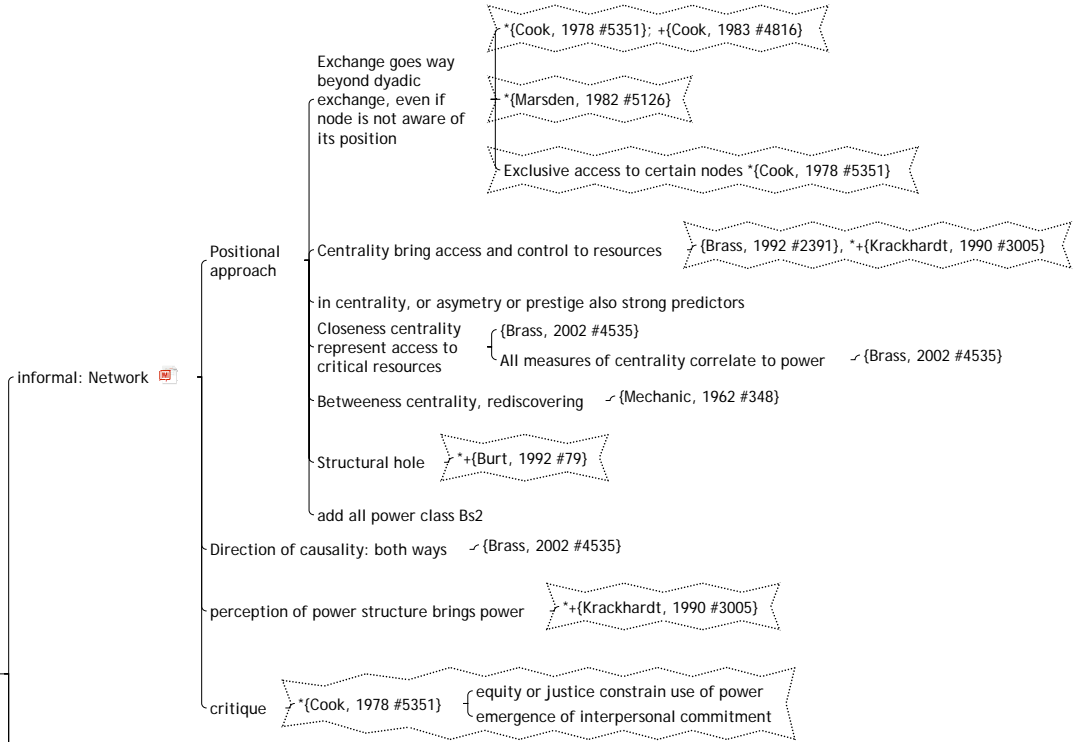 *{Cook, 1978 #5351}; +{Cook, 1983 #4816}
Exchange goes way
beyond dyadic
exchange, even if
node is not aware of
its position
*{Marsden, 1982 #5126}
Exclusive access to certain nodes *{Cook, 1978 #5351}
Positional
approach
Centrality bring access and control to resources
{Brass, 1992 #2391}, *+{Krackhardt, 1990 #3005}
in centrality, or asymetry or prestige also strong predictors
Closeness centrality
represent access to
critical resources
{Brass, 2002 #4535}
All measures of centrality correlate to power
{Brass, 2002 #4535}
informal: Network
Betweeness centrality, rediscovering
{Mechanic, 1962 #348}
Structural hole
*+{Burt, 1992 #79}
add all power class Bs2
Direction of causality: both ways
{Brass, 2002 #4535}
perception of power structure brings power
*+{Krackhardt, 1990 #3005}
critique
*{Cook, 1978 #5351}
equity or justice constrain use of power
emergence of interpersonal commitment